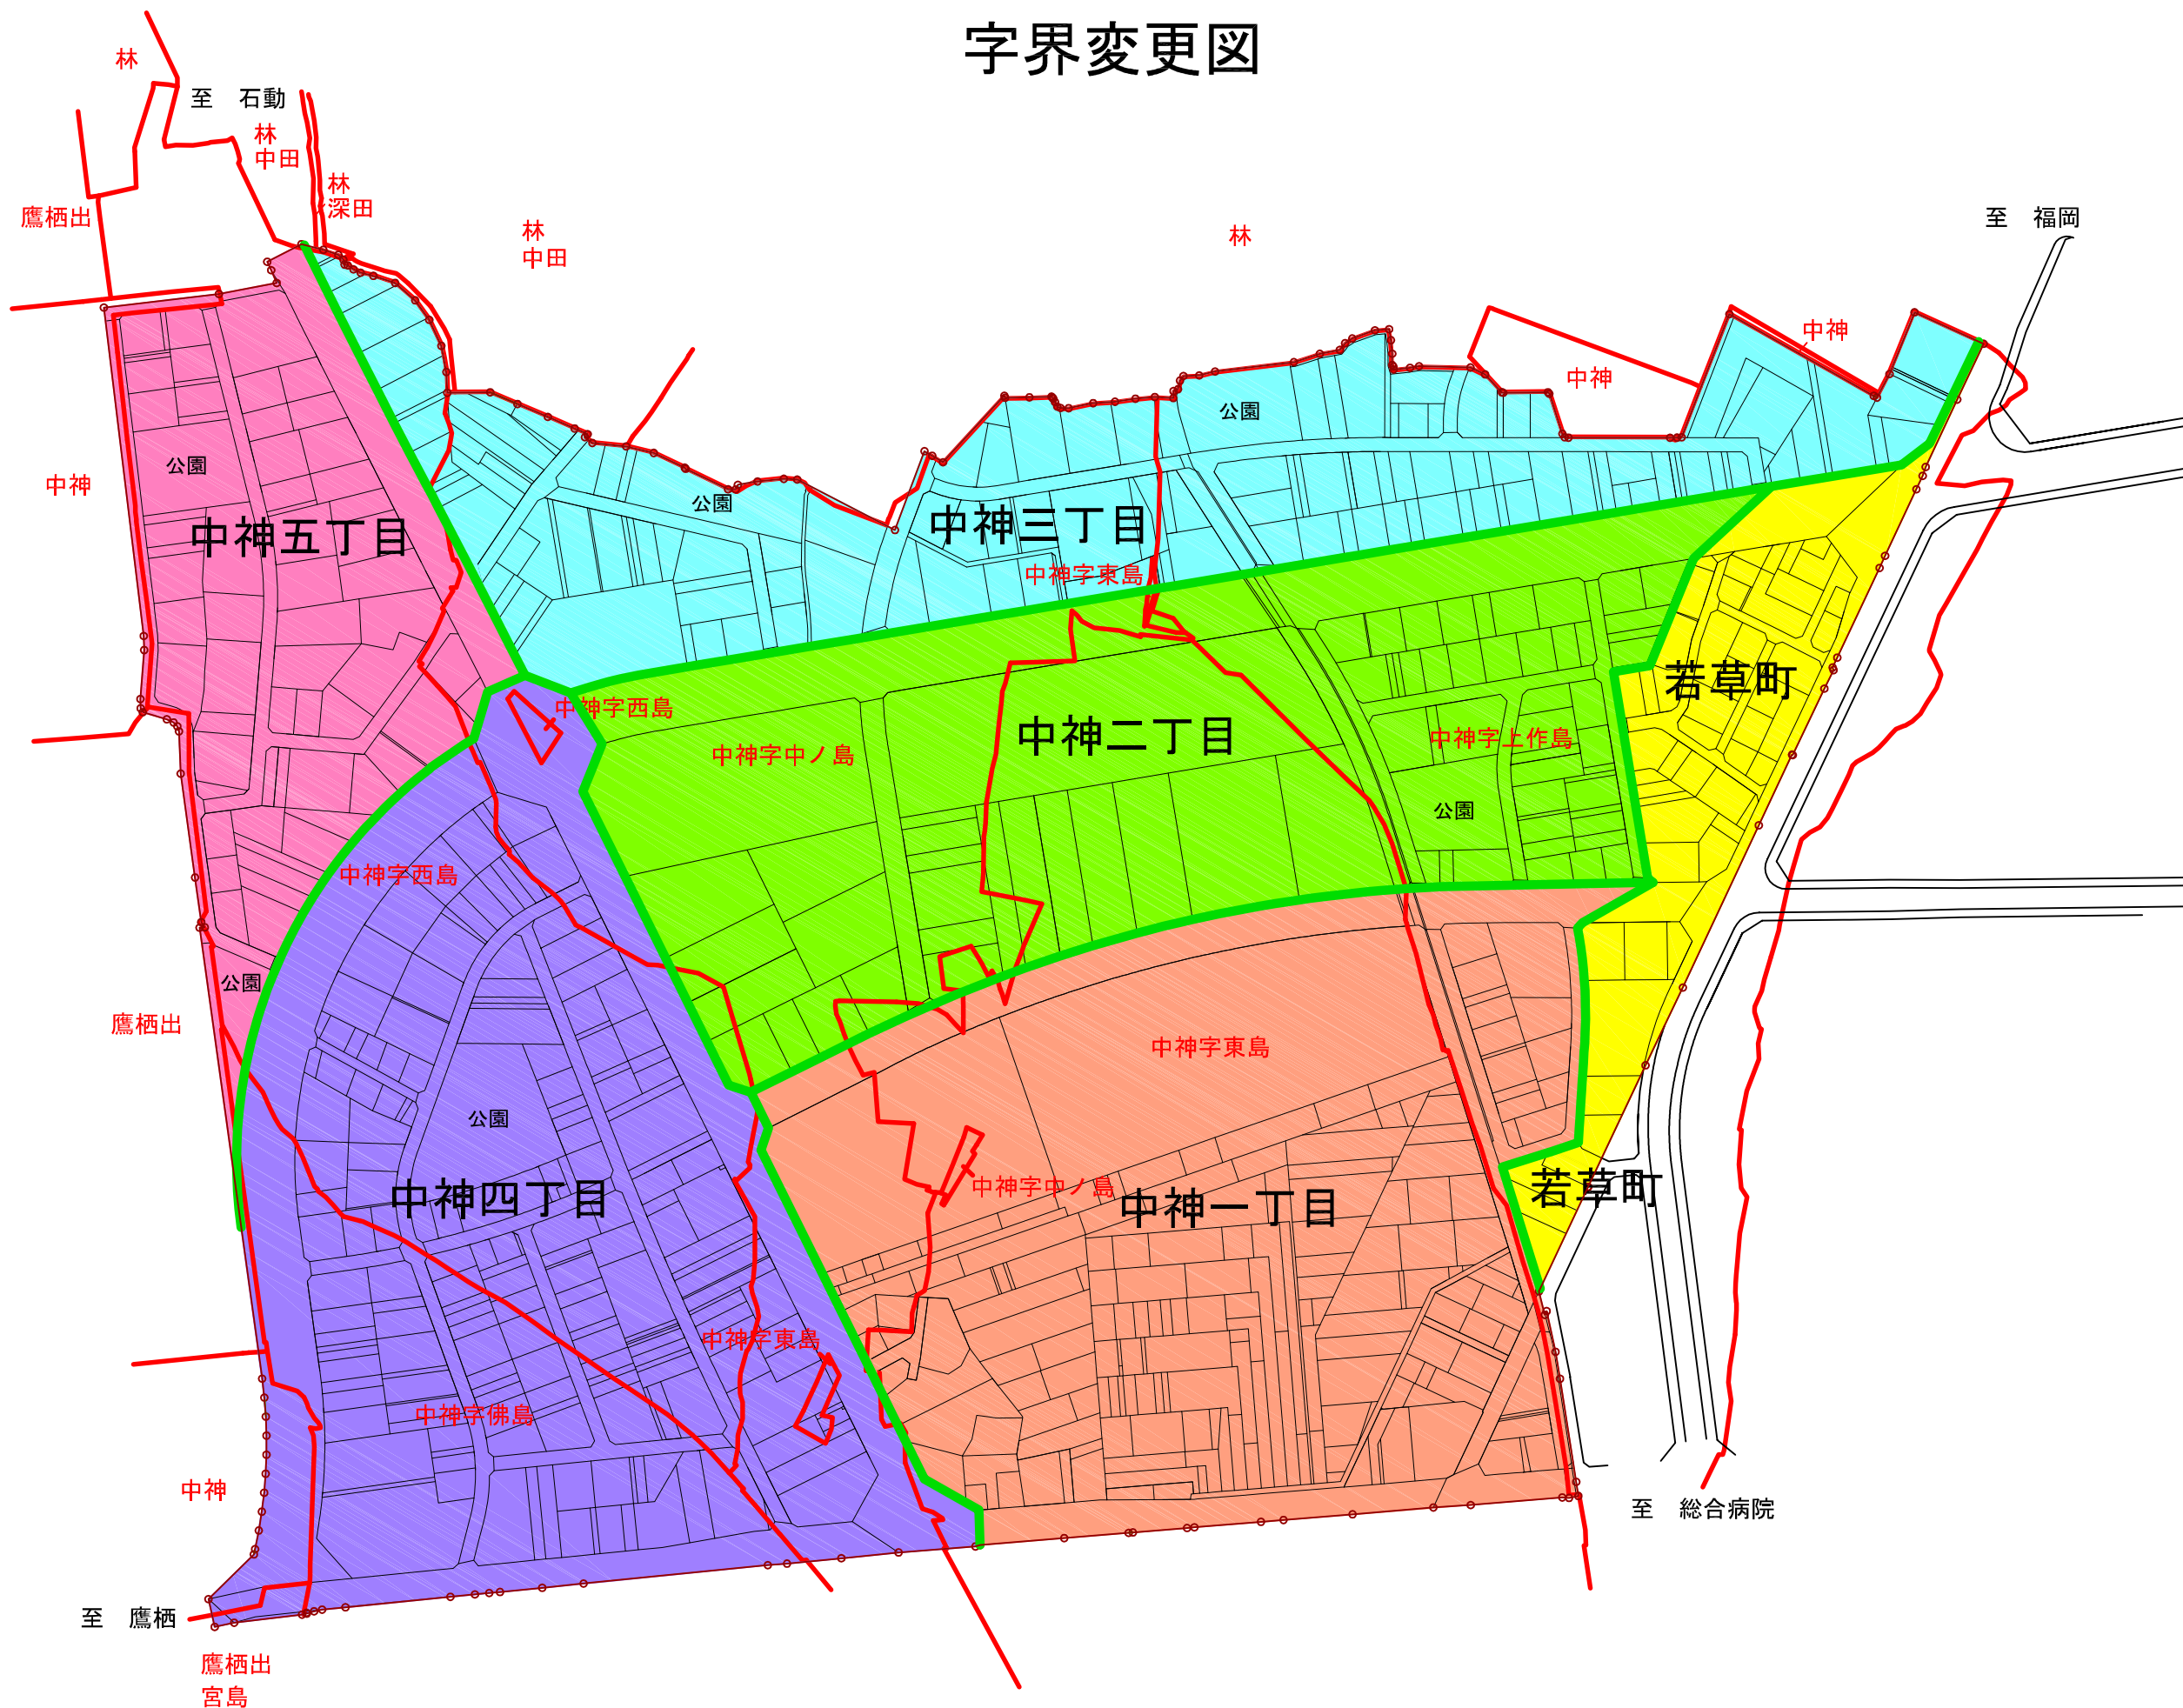 字界変更図
林
至　石動
林
中田
林
深田
鷹栖出
林
中田
林
至　福岡
中神
中神
公園
公園
中神
公園
中神五丁目
中神三丁目
中神字東島
若草町
中神字西島
中神二丁目
中神字中ノ島
中神字上作島
公園
中神字西島
公園
鷹栖出
中神字東島
公園
中神四丁目
中神字中ノ島
中神一丁目
若草町
中神字東島
中神字佛島
中神
至　総合病院
至　鷹栖
鷹栖出
宮島